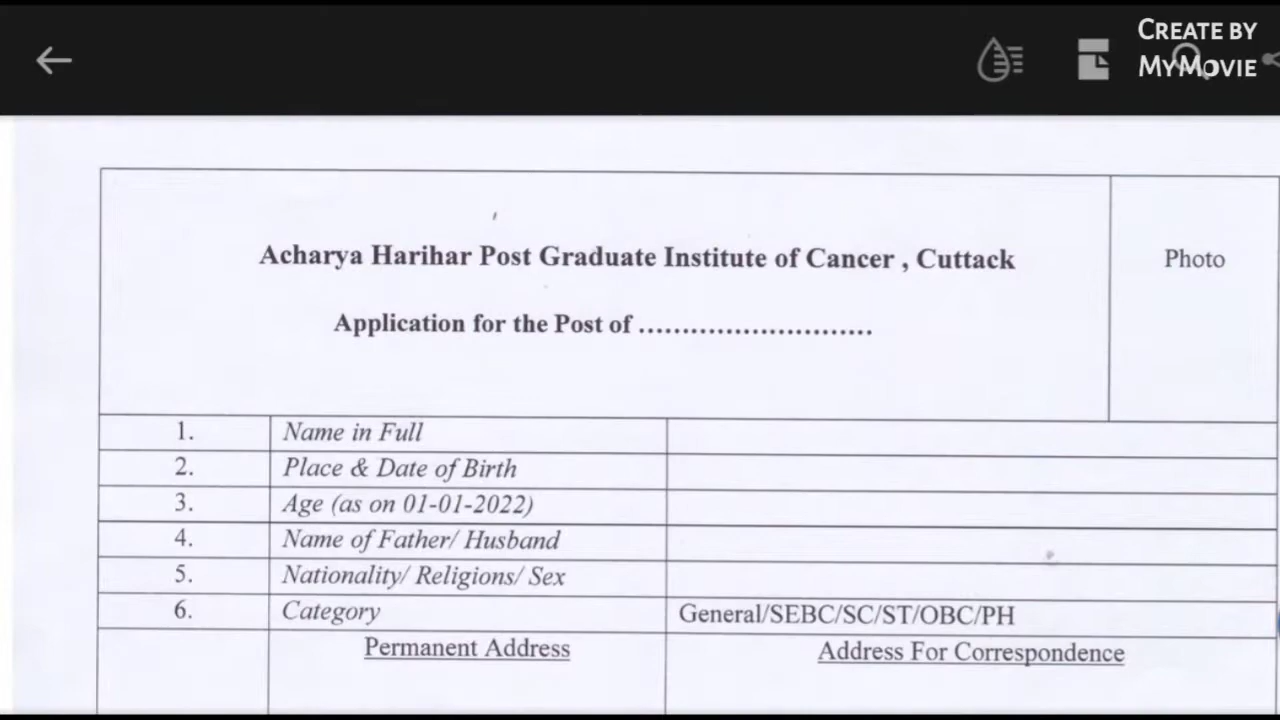 CREATE BY
MYMOVIE
Acharya Harihar Post Graduate Institute of Cancer , Cuttack
Photo
Application for the Post of ..........................
1. Name in Full
2. Place & Date of Birth
3. Age (as on 01-01-2022)
4. Name of Father/ Husband
5. Nationality/ Religions/ Sex
6. Category General/SEBC/SC/ST/OBC/PH
Permanent Address Address For Correspondence